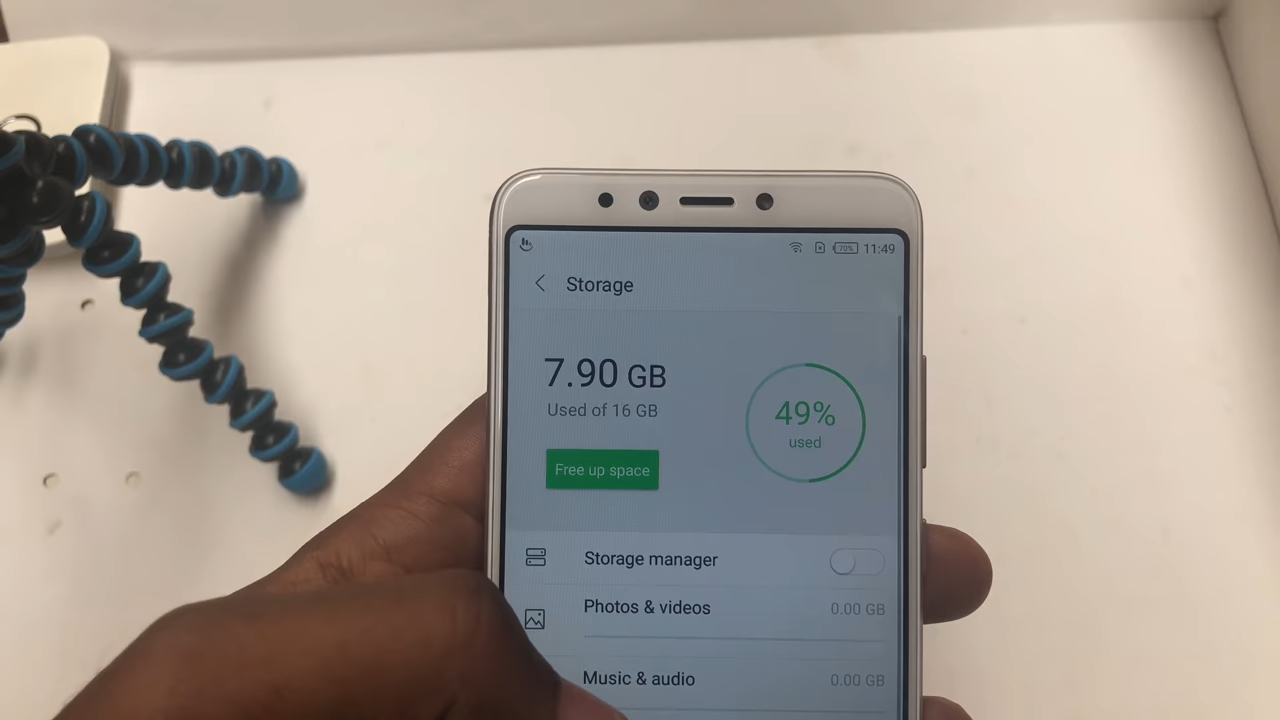 70%
11:49
Storage
7.90 GB
Used of 16 GB
49%
used
Free up space
Storage manager
Photos & videos
0.00 GB
Music & audio
0.00 GB